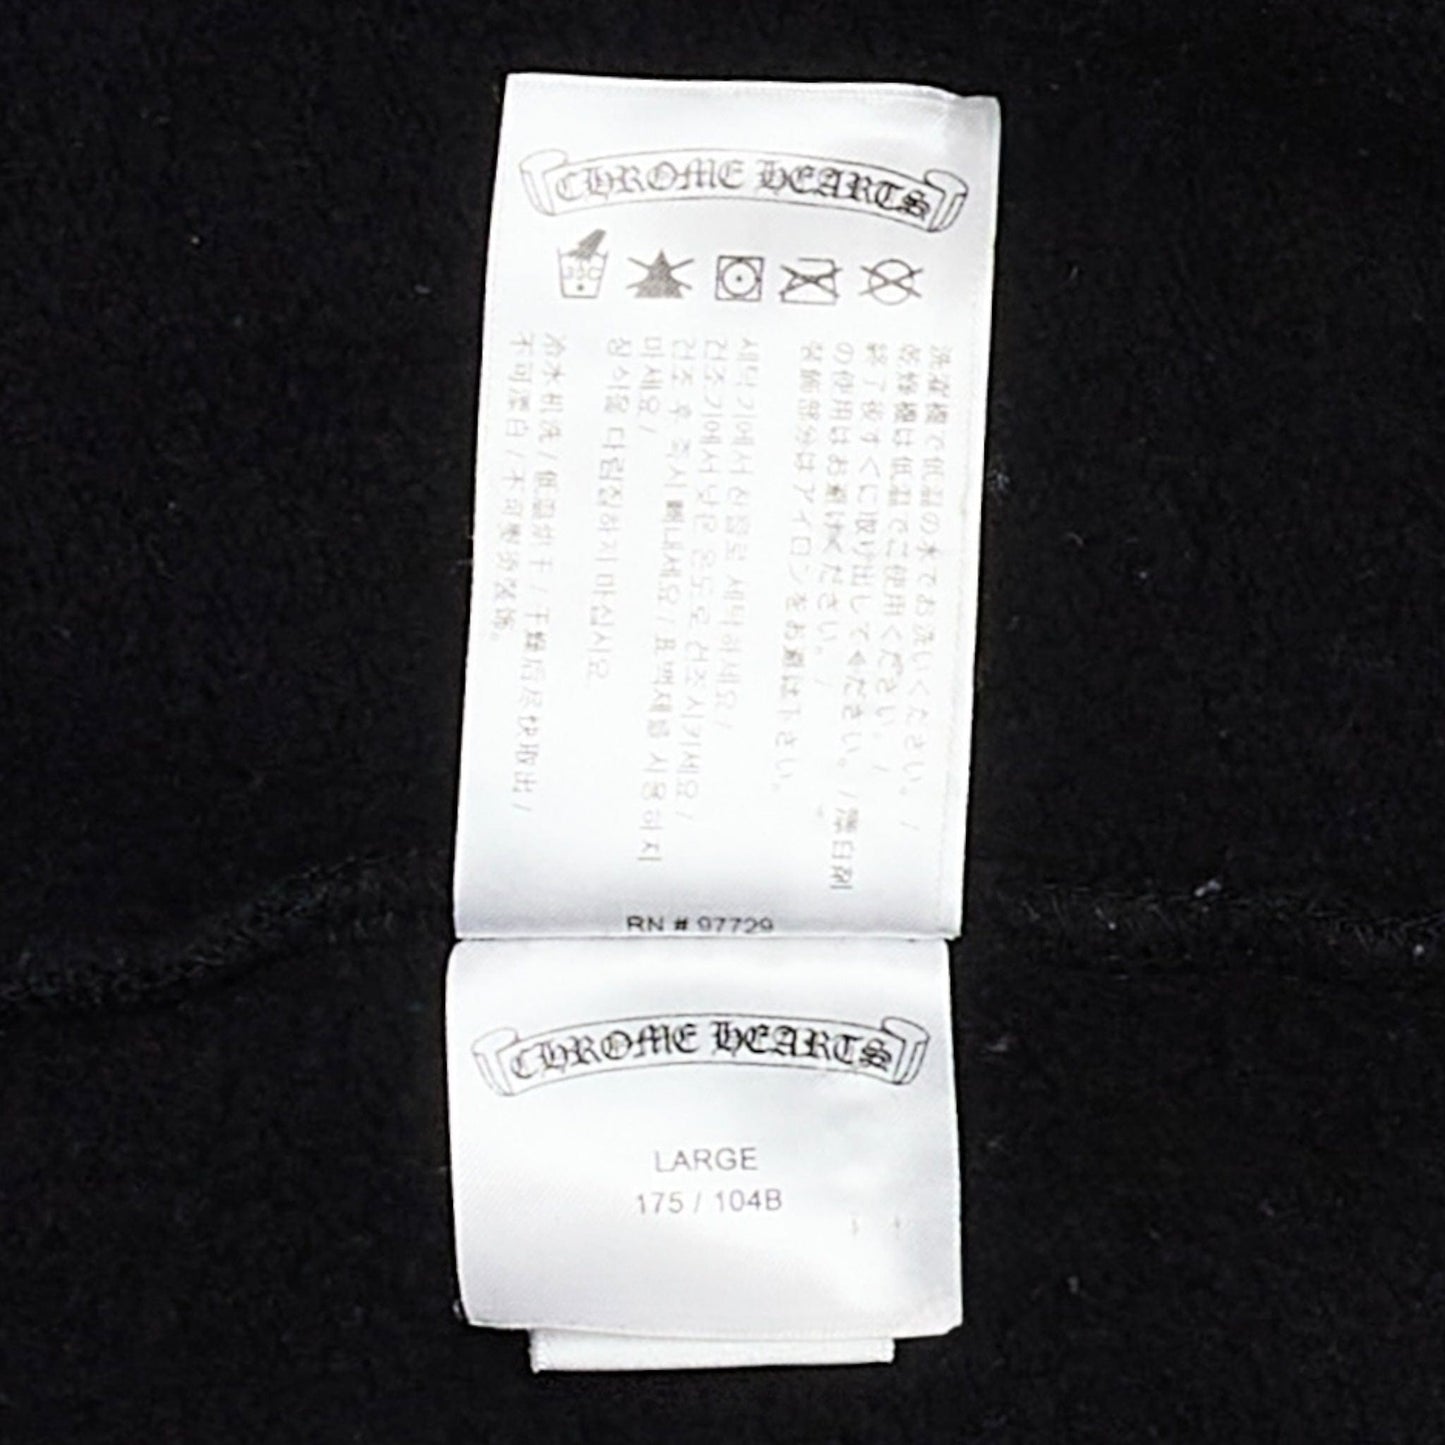 CHROME HEARTS
洗濯機で低温の水でお洗いください。/
乾燥機は低温でご使用ください。/
終了後すぐに取り出してください。/漂白剤
の使用はお避けください。/
装飾部分はアイロンをお避け下さい。
세탁기에서 찬물로 세탁하세요/
건조기에서 낮은 온도로 건조시키세요/
건조 후 즉시 빼내세요/표백제를 사용하지
마세요/
장식을 다림질하지 마십시오
冷水机洗/低温烘干/干燥后尽快取出/
不可漂白/不可熨烫装饰。
RN # 97729
CHROME HEARTS
LARGE
175 / 104B